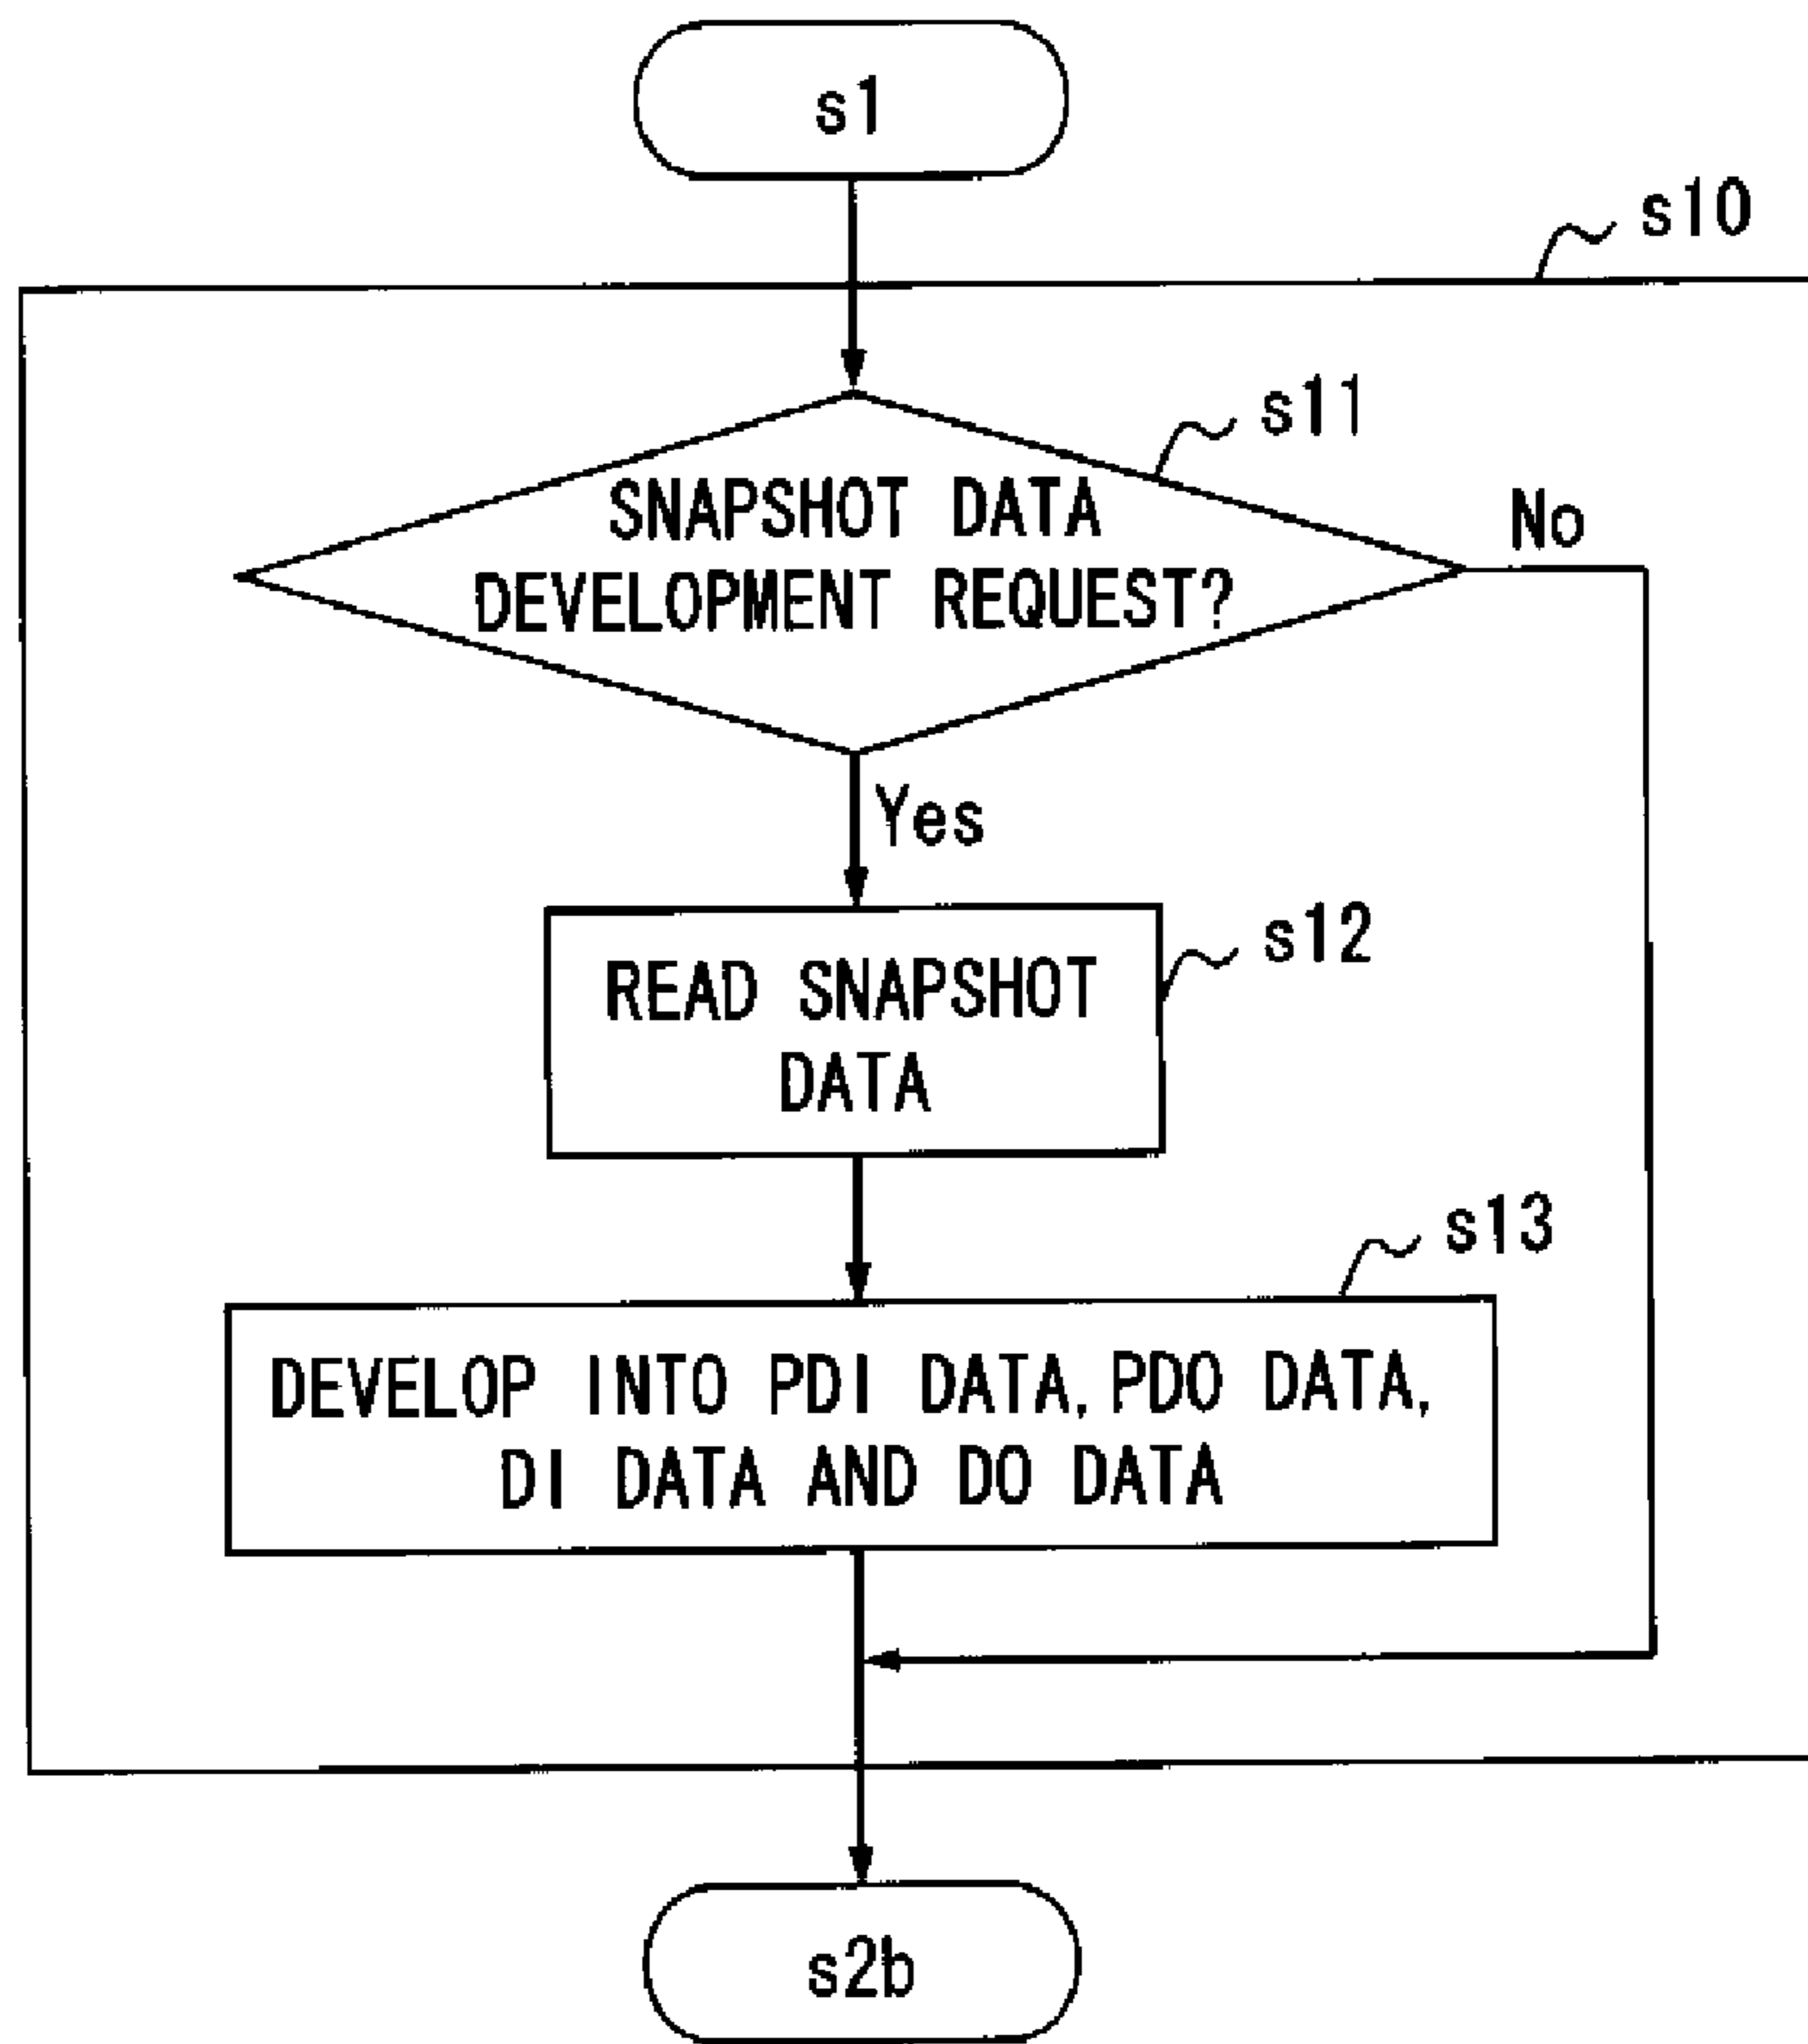 s1
s10
s11
SNAPSHOT DATA
DEVELOPMENT REQUEST?
No
Yes
s12
READ SNAPSHOT
DATA
s13
DEVELOP INTO PDI DATA, PDO DATA,
DI DATA AND DO DATA
s2b